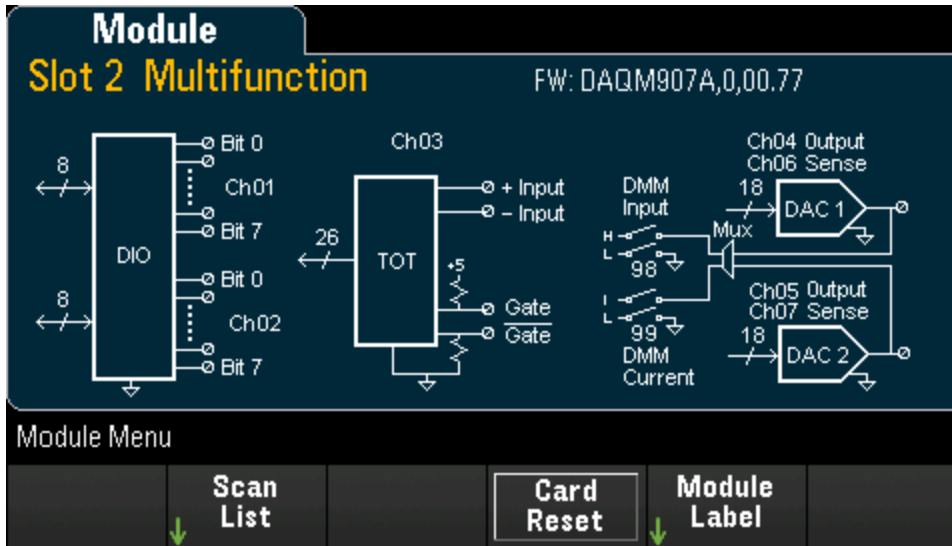 Module
Slot 2 Multifunction
FW: DAQM907A,0,00.77
8
DIO
8
Bit 0
Ch01
Bit 7
Bit 0
Ch02
Bit 7
Ch03
26
TOT
+ Input
- Input
+5
Gate
Gate
DMM
Input
H
L
98
I
L
99
DMM
Current
Mux
Ch04 Output
Ch06 Sense
18
DAC 1
Ch05 Output
Ch07 Sense
18
DAC 2
Module Menu
Scan
List
Card
Reset
Module
Label